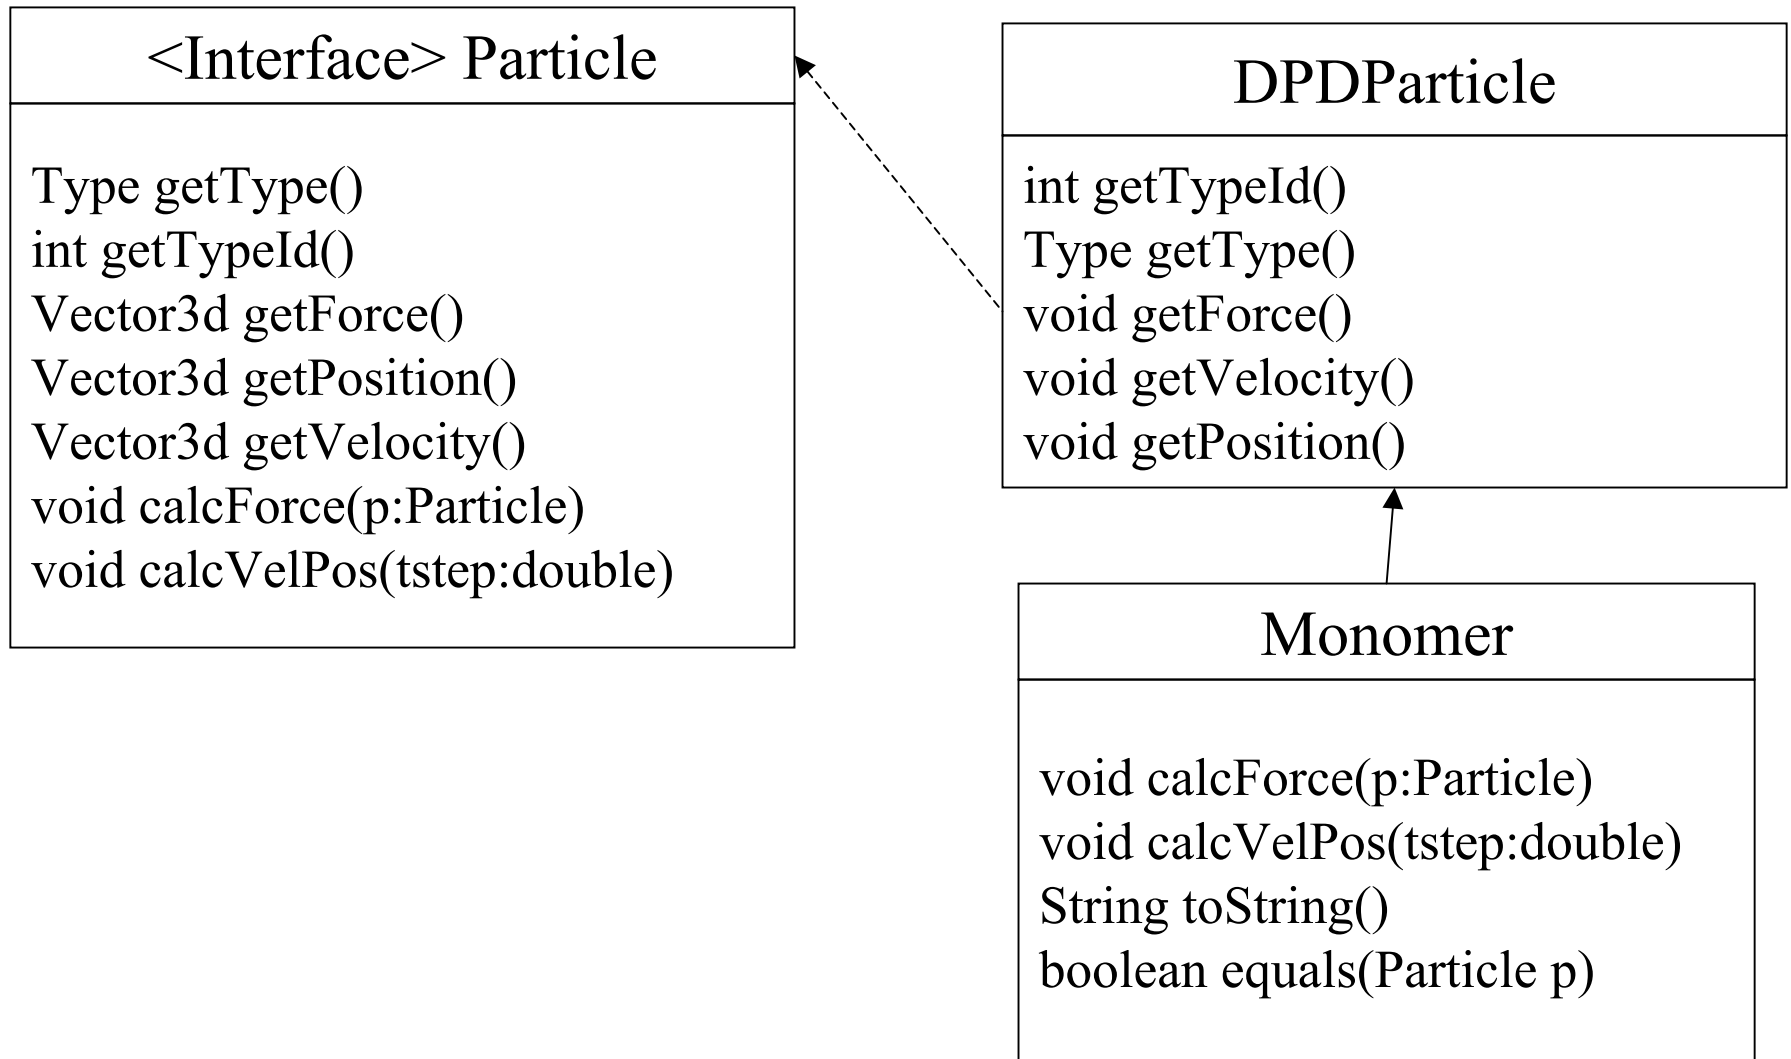 <Interface> Particle
Type getType()
int getTypeId()
Vector3d getForce()
Vector3d getPosition()
Vector3d getVelocity()
void calcForce(p:Particle)
void calcVelPos(tstep:double)
DPDParticle
int getTypeId()
Type getType()
void getForce()
void getVelocity()
void getPosition()
Monomer
void calcForce(p:Particle)
void calcVelPos(tstep:double)
String toString()
boolean equals(Particle p)